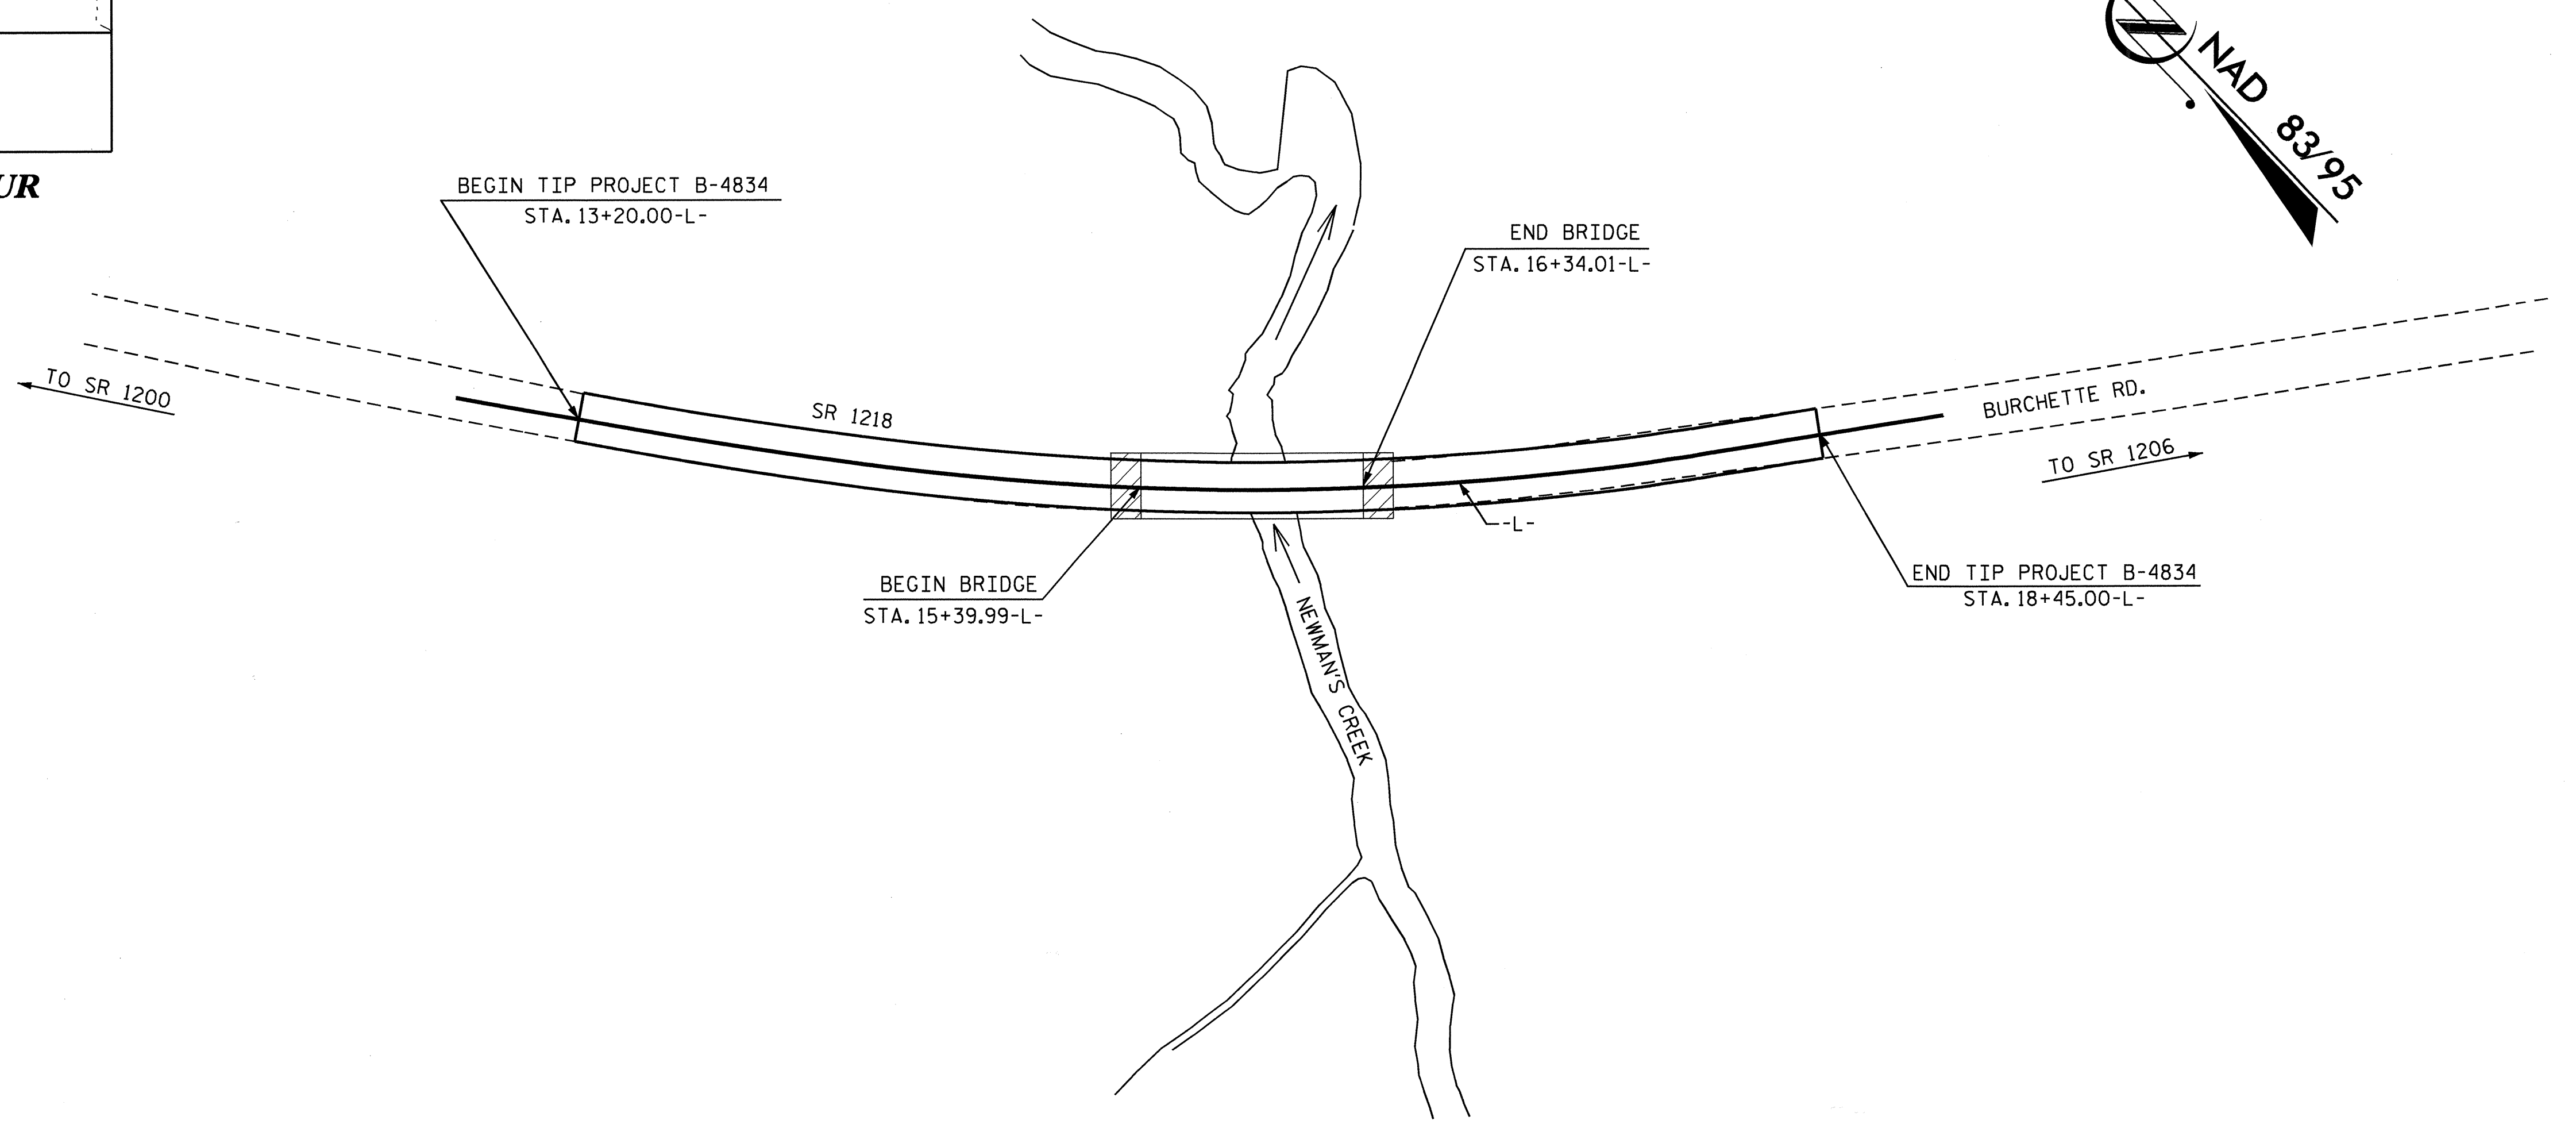 UR
NAD 83/95
BEGIN TIP PROJECT B-4834
STA. 13+20.00-L-
END BRIDGE
STA. 16+34.01-L-
TO SR 1200
SR 1218
BURCHETTE RD.
TO SR 1206
-L-
BEGIN BRIDGE
STA. 15+39.99-L-
END TIP PROJECT B-4834
STA. 18+45.00-L-
NEWMAN'S CREEK